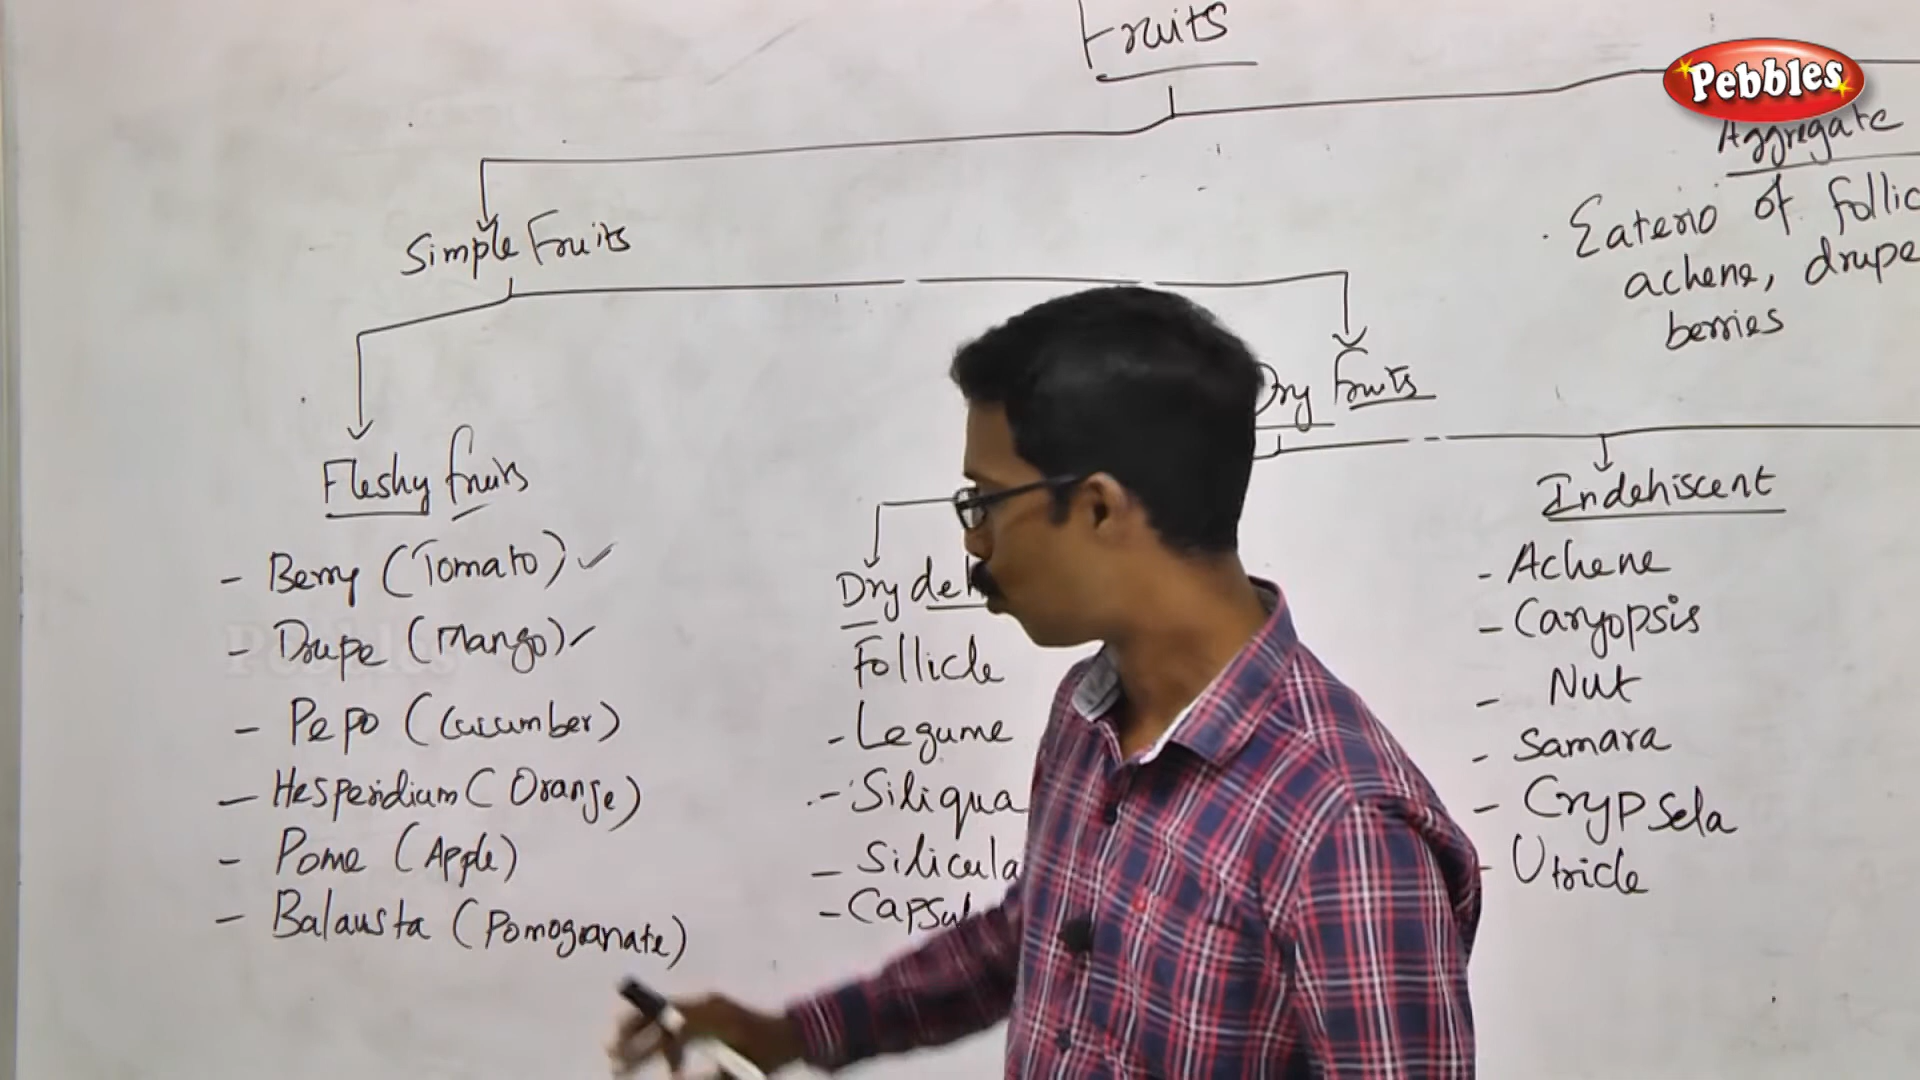 Fruits
Pebbles
Aggregate
Eaterio of follic
achene, drupe
berries
Simple Fruits
Dry Fruits
Fleshy fruits
- Berry (Tomato) ✓
- Drupe (Mango) ✓
- Pepo (Cucumber)
- Hesperidium (Orange)
- Pome (Apple)
- Balausta (Pomogranate)
Dry deh
Follicle
- Legume
- Siliqua
- Silicula
- Capsul
Indehiscent
- Achene
- Caryopsis
- Nut
- Samara
- Crypsela
- Utricle
Pebbles